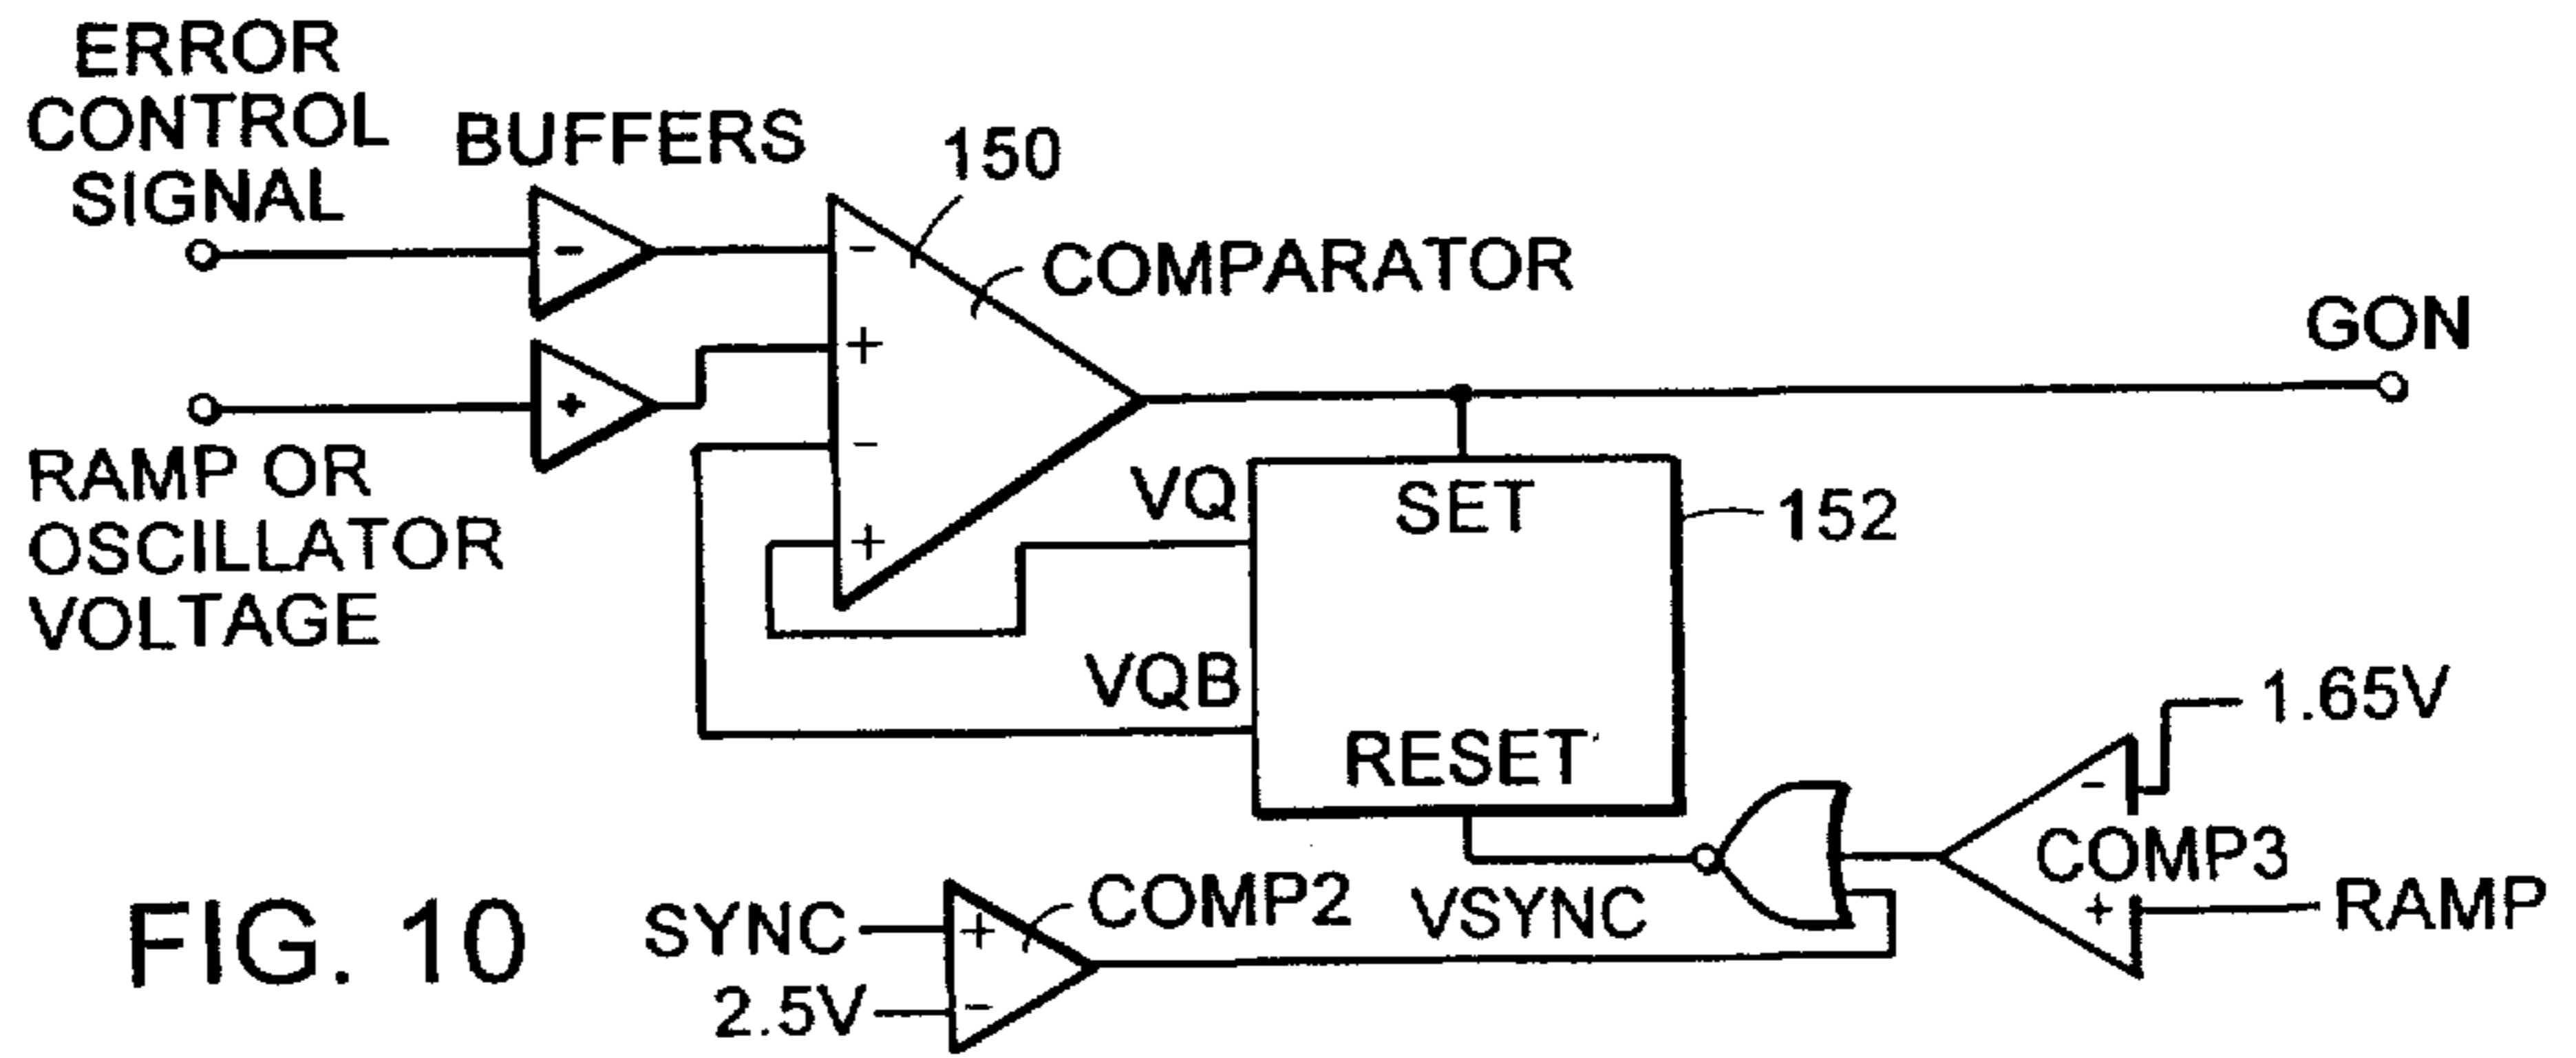 ERROR
CONTROL
SIGNAL
BUFFERS
150
COMPARATOR
GON
-
+
-
+
-
+
RAMP OR
OSCILLATOR
VOLTAGE
VQ
SET
152
VQB
RESET
1.65V
-
COMP3
+
RAMP
SYNC
+
COMP2
VSYNC
2.5V
-
FIG. 10